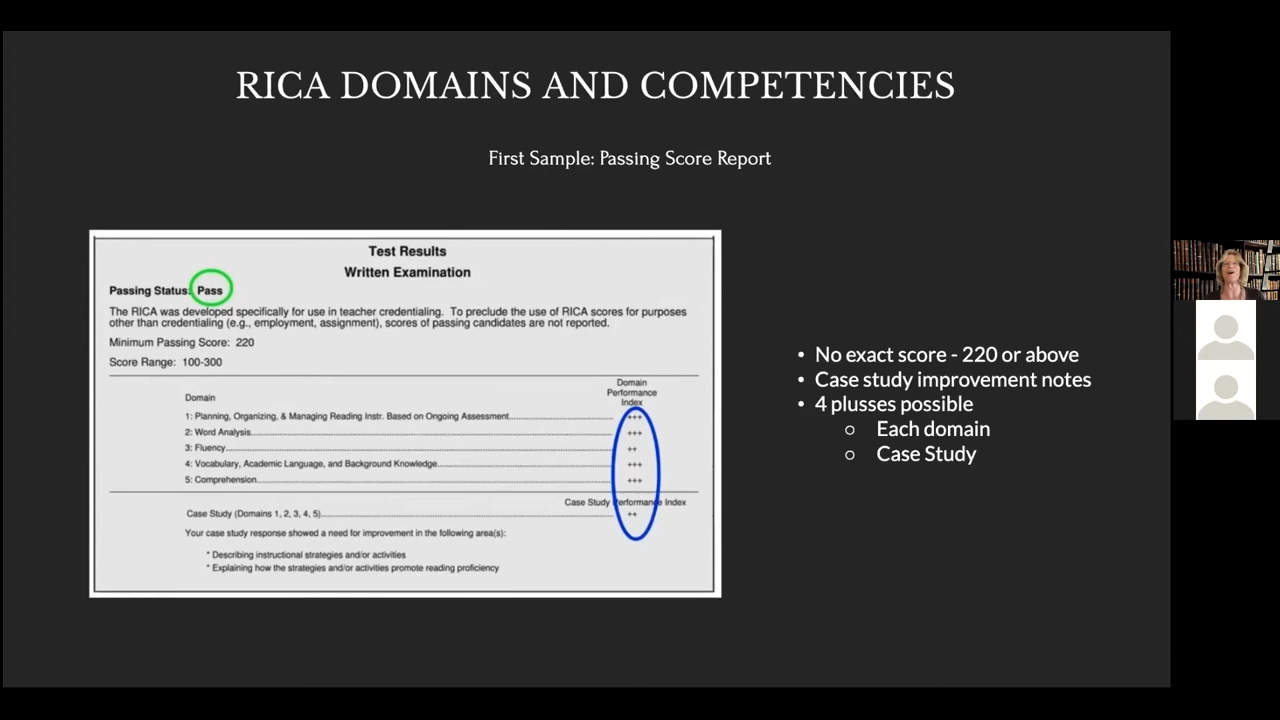 RICA DOMAINS AND COMPETENCIES
First Sample: Passing Score Report
Test Results
Written Examination
Passing Status: Pass
The RICA was developed specifically for use in teacher credentialing. To preclude the use of RICA scores for purposes
other than credentialing (e.g., employment, assignment), scores of passing candidates are not reported.
Minimum Passing Score: 220
Score Range: 100-300
Domain
Performance
Index
Domain
1: Planning, Organizing, & Managing Reading Instr. Based on Ongoing Assessment +++
2: Word Analysis +++
3: Fluency ++
4: Vocabulary, Academic Language, and Background Knowledge +++
5: Comprehension +++
Case Study Performance Index
Case Study (Domains 1, 2, 3, 4, 5) ++
Your case study response showed a need for improvement in the following area(s):
* Describing instructional strategies and/or activities
* Explaining how the strategies and/or activities promote reading proficiency
• No exact score - 220 or above
• Case study improvement notes
• 4 plusses possible
○ Each domain
○ Case Study